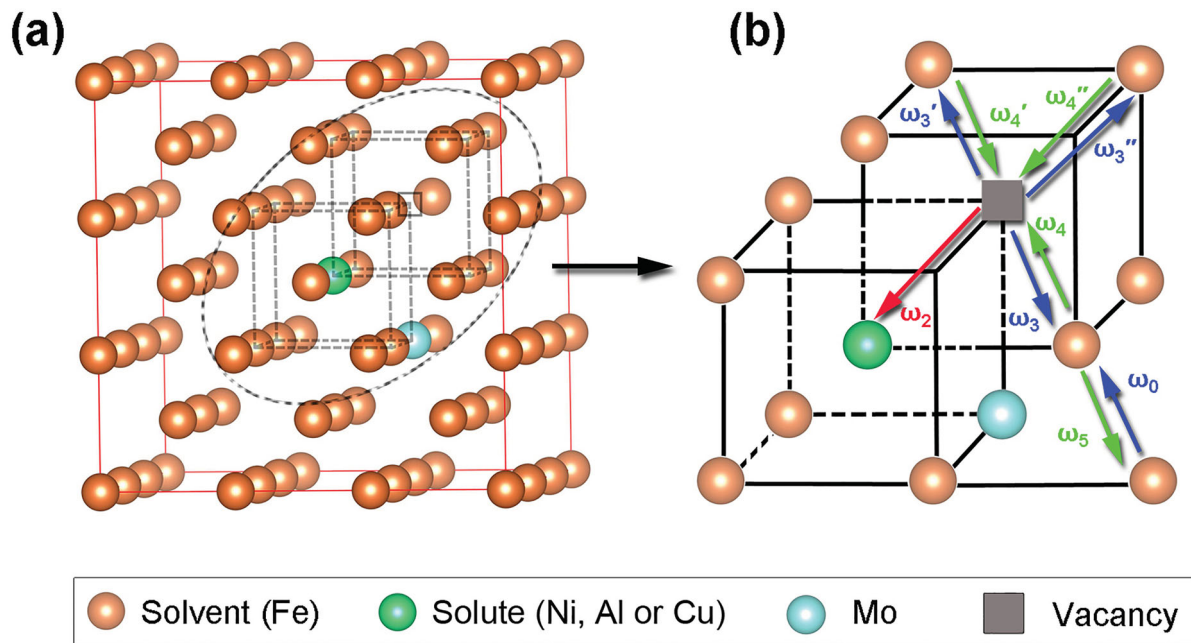 (a)
(b)
ω3′
ω4′
ω4″
ω3″
ω4
ω2
ω3
ω0
ω5
Solvent (Fe)
Solute (Ni, Al or Cu)
Mo
Vacancy